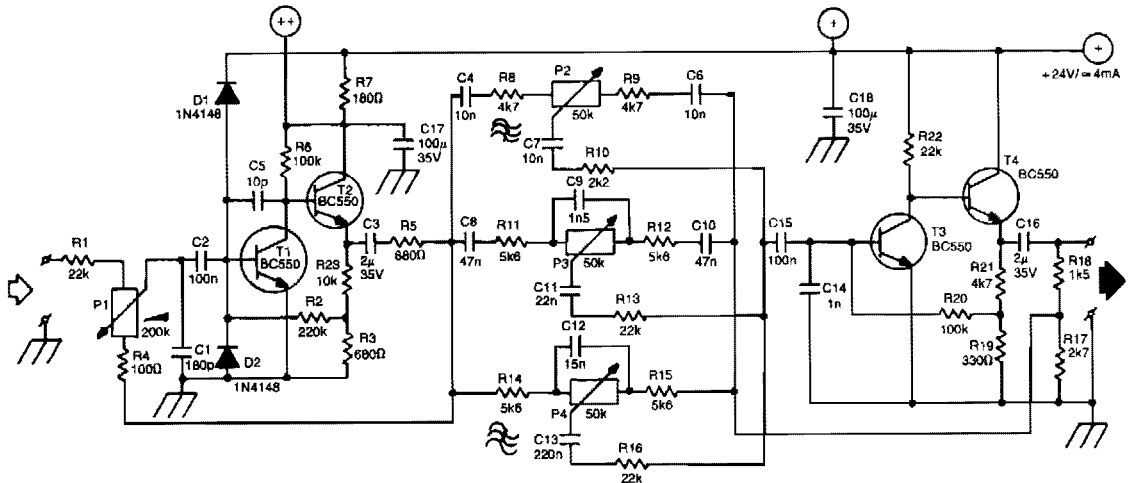 ++
+
+
+24V/≃4mA
R7
180Ω
D1
1N4148
R6
100k
C17
100µ
35V
C5
10p
T2
BC550
T1
BC550
C4
10n
R8
4k7
P2
50k
R9
4k7
C6
10n
C7
10n
R10
2k2
C18
100µ
35V
R22
22k
T4
BC550
T3
BC550
R1
22k
P1
200k
R4
100Ω
C2
100n
C1
180p
D2
1N4148
R23
10k
R2
220k
R3
680Ω
C3
2µ
35V
R5
680Ω
C8
47n
R11
5k6
C9
1n5
P3
50k
R12
5k6
C10
47n
C11
22n
R13
22k
C12
15n
R14
5k6
P4
50k
R15
5k6
C13
220n
R16
22k
C15
100n
C14
1n
R20
100k
R21
4k7
R19
330Ω
C16
2µ
35V
R18
1k5
R17
2k7